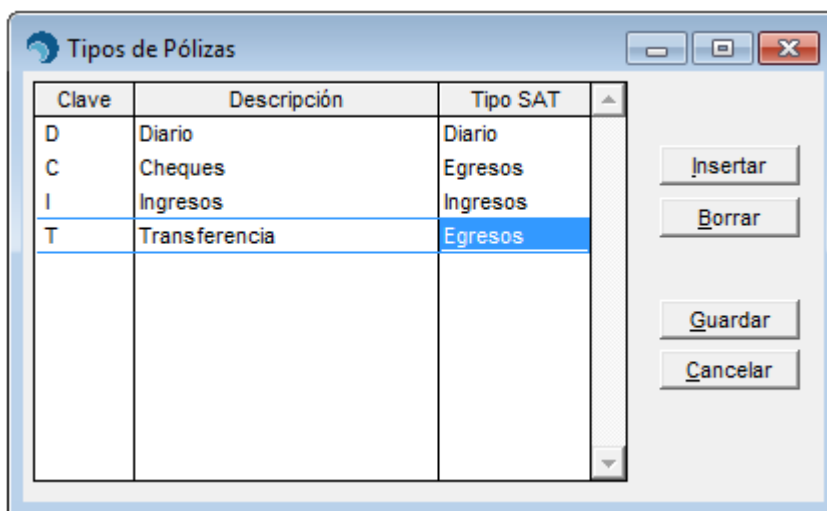 Tipos de Pólizas
Clave Descripción Tipo SAT
D Diario Diario
C Cheques Egresos
I Ingresos Ingresos
T Transferencia Egresos
Insertar
Borrar
Guardar
Cancelar